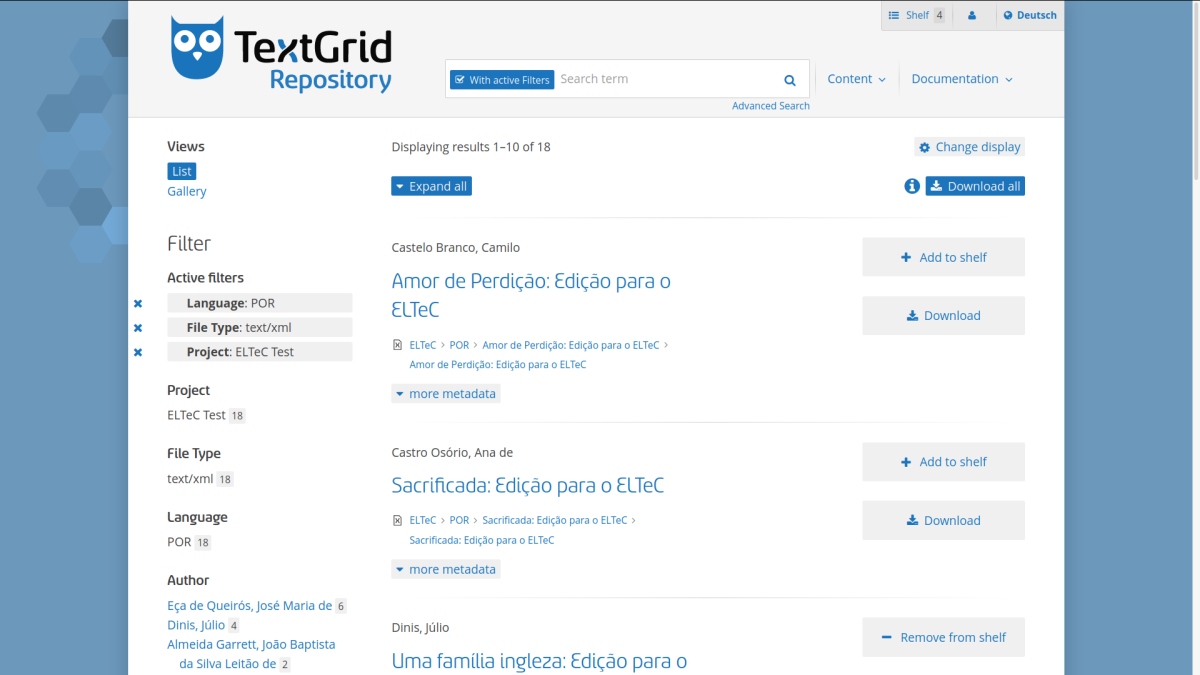 Shelf 4
Deutsch
TextGrid
Repository
With active Filters
Search term
Content
Documentation
Advanced Search
Views
List
Gallery
Filter
Active filters
Language: POR
File Type: text/xml
Project: ELTeC Test
Project
ELTeC Test 18
File Type
text/xml 18
Language
POR 18
Author
Eça de Queirós, José Maria de 6
Dinis, Júlio 4
Almeida Garrett, João Baptista
da Silva Leitão de 2
Displaying results 1–10 of 18
Change display
Expand all
Download all
Castelo Branco, Camilo
Amor de Perdição: Edição para o
ELTeC
ELTeC > POR > Amor de Perdição: Edição para o ELTeC >
Amor de Perdição: Edição para o ELTeC
more metadata
Add to shelf
Download
Castro Osório, Ana de
Sacrificada: Edição para o ELTeC
ELTeC > POR > Sacrificada: Edição para o ELTeC >
Sacrificada: Edição para o ELTeC
more metadata
Add to shelf
Download
Dinis, Júlio
Uma família ingleza: Edição para o
Remove from shelf